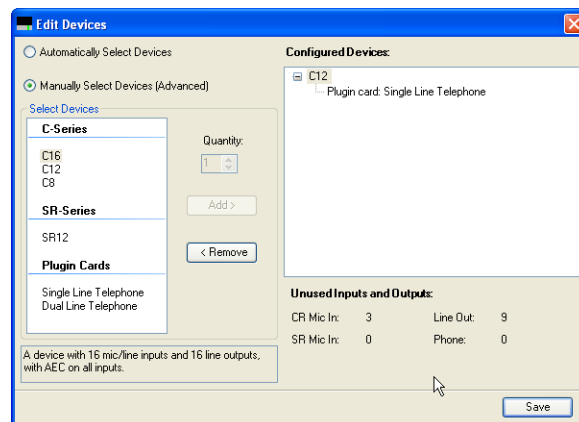 Edit Devices
Automatically Select Devices
Manually Select Devices (Advanced)
Select Devices
C-Series
C16
C12
C8
SR-Series
SR12
Plugin Cards
Single Line Telephone
Dual Line Telephone
Quantity:
1
Add >
< Remove
A device with 16 mic/line inputs and 16 line outputs,
with AEC on all inputs.
Configured Devices:
C12
Plugin card: Single Line Telephone
Unused Inputs and Outputs:
CR Mic In: 3 Line Out: 9
SR Mic In: 0 Phone: 0
Save